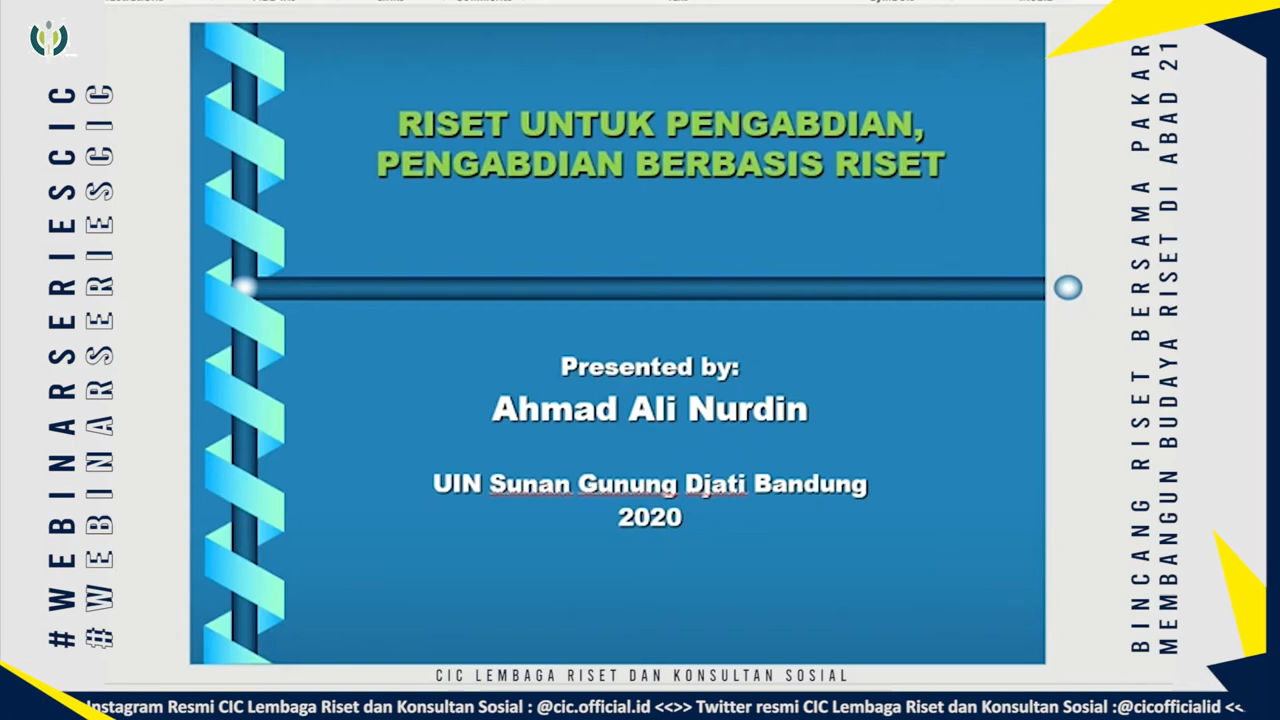 #WEBINARSERIESCIC
#WEBINARSERIESCIC
RISET UNTUK PENGABDIAN,
PENGABDIAN BERBASIS RISET
Presented by:
Ahmad Ali Nurdin
UIN Sunan Gunung Djati Bandung
2020
BINCANG RISET BERSAMA PAKAR
MEMBANGUN BUDAYA RISET DI ABAD 21
CIC LEMBAGA RISET DAN KONSULTAN SOSIAL
Instagram Resmi CIC Lembaga Riset dan Konsultan Sosial : @cic.official.id <<>> Twitter resmi CIC Lembaga Riset dan Konsultan Sosial :@cicofficialid <<